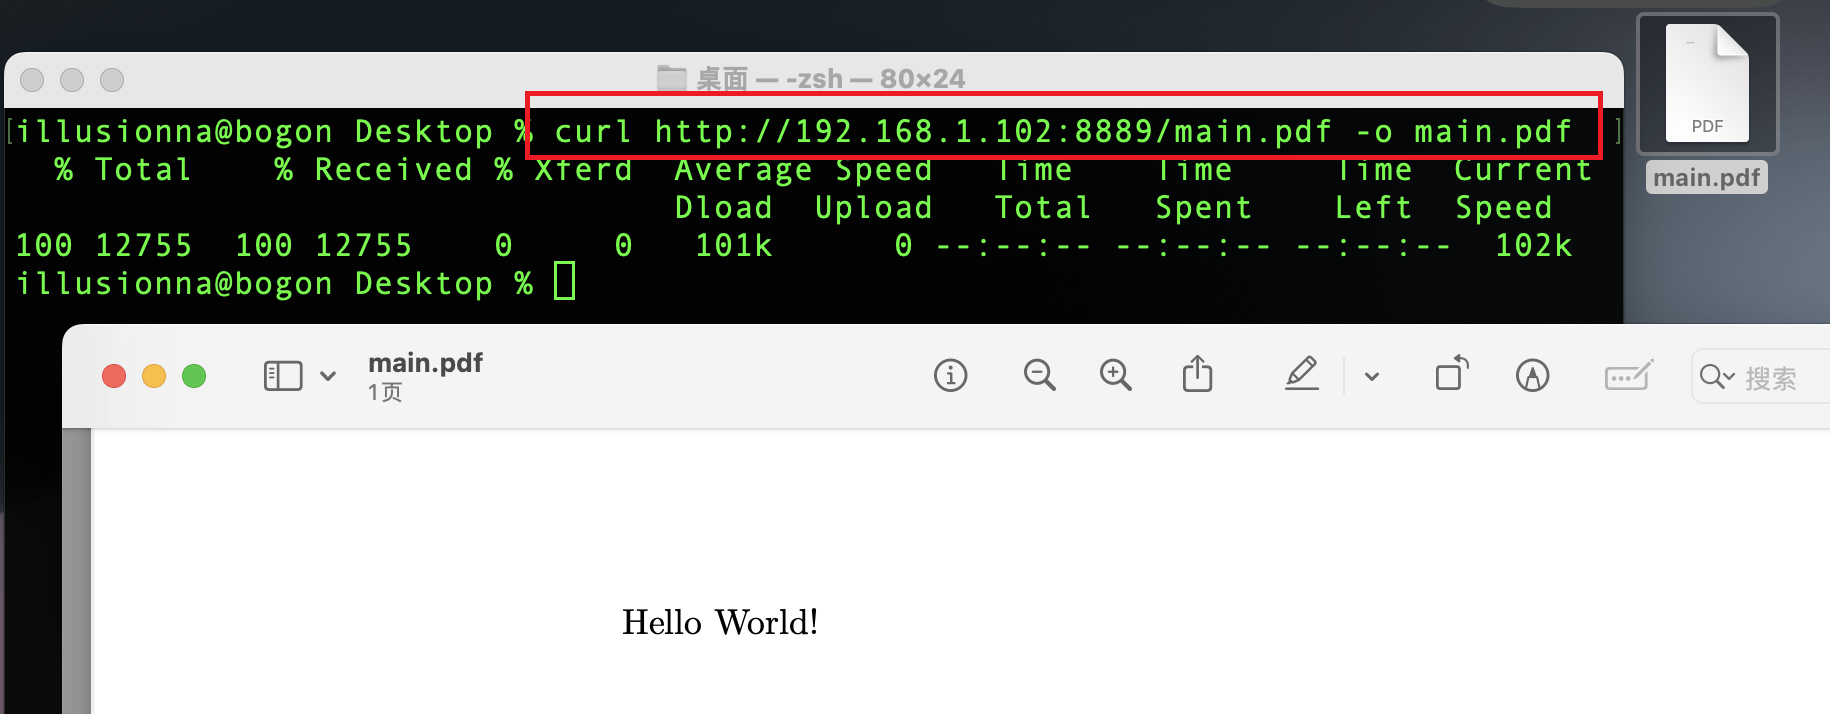 桌面 — -zsh — 80×24
illusionna@bogon Desktop % curl http://192.168.1.102:8889/main.pdf -o main.pdf
% Total % Received % Xferd Average Speed Time Time Time Current
Dload Upload Total Spent Left Speed
100 12755 100 12755 0 0 101k 0 --:--:-- --:--:-- --:--:-- 102k
illusionna@bogon Desktop %
PDF
main.pdf
main.pdf
1页
搜索
Hello World!